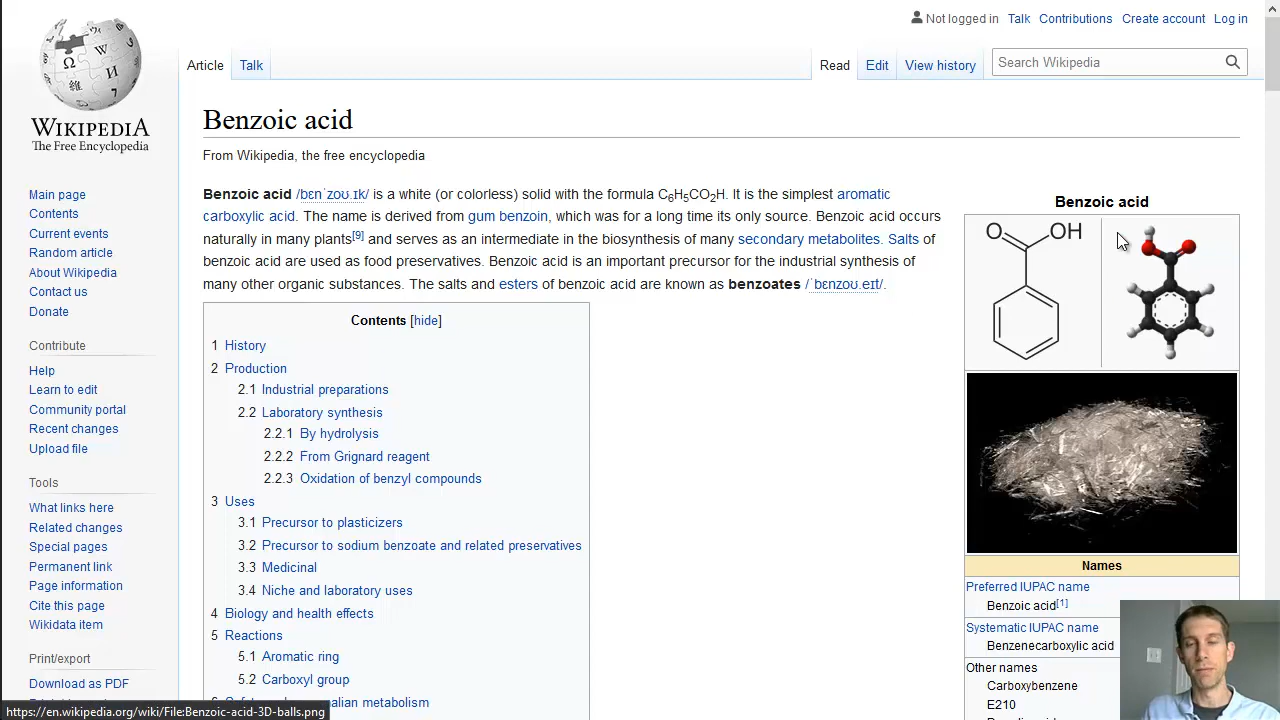 Not logged in Talk Contributions Create account Log in
Article Talk Read Edit View history Search Wikipedia
Ω W И 維 7
WIKIPEDIA
The Free Encyclopedia
Main page
Contents
Current events
Random article
About Wikipedia
Contact us
Donate
Contribute
Help
Learn to edit
Community portal
Recent changes
Upload file
Tools
What links here
Related changes
Special pages
Permanent link
Page information
Cite this page
Wikidata item
Print/export
Download as PDF
https://en.wikipedia.org/wiki/File:Benzoic-acid-3D-balls.png
Benzoic acid
From Wikipedia, the free encyclopedia
Benzoic acid /bɛnˈzoʊ.ɪk/ is a white (or colorless) solid with the formula C₆H₅CO₂H. It is the simplest aromatic
carboxylic acid. The name is derived from gum benzoin, which was for a long time its only source. Benzoic acid occurs
naturally in many plants[9] and serves as an intermediate in the biosynthesis of many secondary metabolites. Salts of
benzoic acid are used as food preservatives. Benzoic acid is an important precursor for the industrial synthesis of
many other organic substances. The salts and esters of benzoic acid are known as benzoates /ˈbɛnzoʊ.eɪt/.
Contents [hide]
1 History
2 Production
2.1 Industrial preparations
2.2 Laboratory synthesis
2.2.1 By hydrolysis
2.2.2 From Grignard reagent
2.2.3 Oxidation of benzyl compounds
3 Uses
3.1 Precursor to plasticizers
3.2 Precursor to sodium benzoate and related preservatives
3.3 Medicinal
3.4 Niche and laboratory uses
4 Biology and health effects
5 Reactions
5.1 Aromatic ring
5.2 Carboxyl group
Benzoic acid
O OH
Names
Preferred IUPAC name
Benzoic acid[1]
Systematic IUPAC name
Benzenecarboxylic acid
Other names
Carboxybenzene
E210